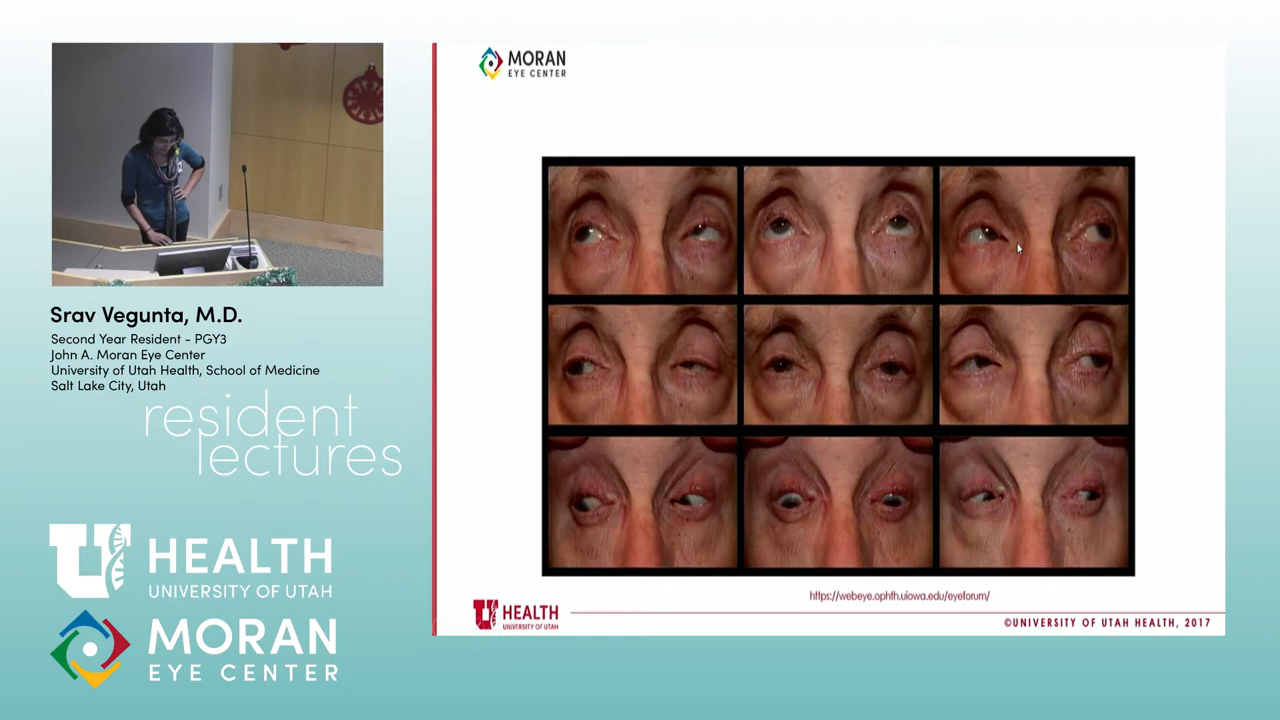 MORAN
EYE CENTER
Srav Vegunta, M.D.
Second Year Resident - PGY3
John A. Moran Eye Center
University of Utah Health, School of Medicine
Salt Lake City, Utah
resident
lectures
U HEALTH
UNIVERSITY OF UTAH
MORAN
EYE CENTER
https://webeye.ophth.uiowa.edu/eyeforum/
U HEALTH
UNIVERSITY OF UTAH
©UNIVERSITY OF UTAH HEALTH, 2017